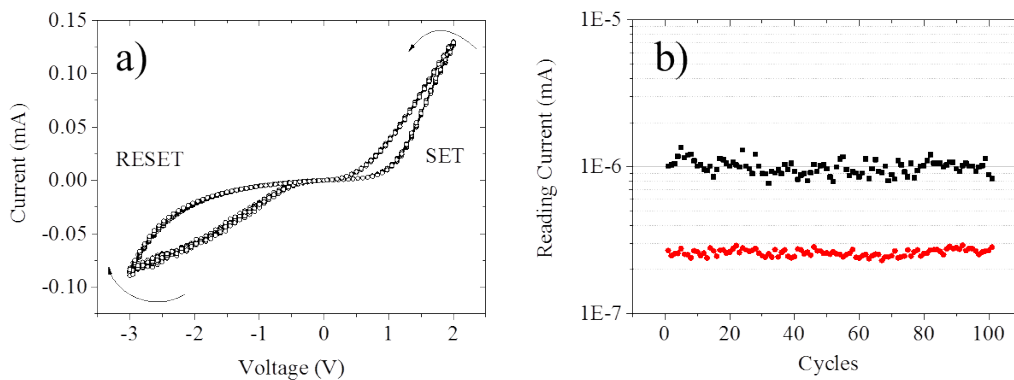 a)
RESET
SET
0.15
0.10
0.05
0.00
-0.05
-0.10
Current (mA)
-3 -2 -1 0 1 2
Voltage (V)
b)
1E-5
1E-6
1E-7
Reading Current (mA)
0 20 40 60 80 100
Cycles